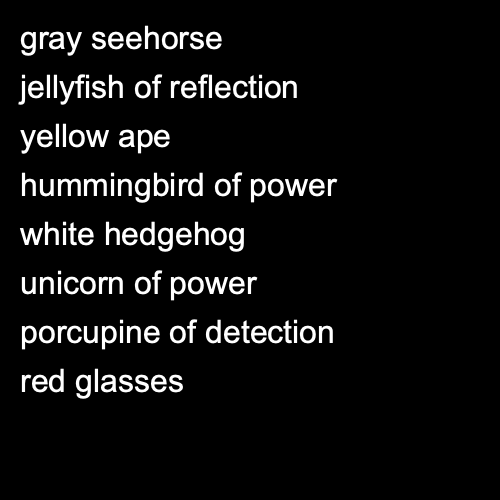 gray seehorse
jellyfish of reflection
yellow ape
hummingbird of power
white hedgehog
unicorn of power
porcupine of detection
red glasses